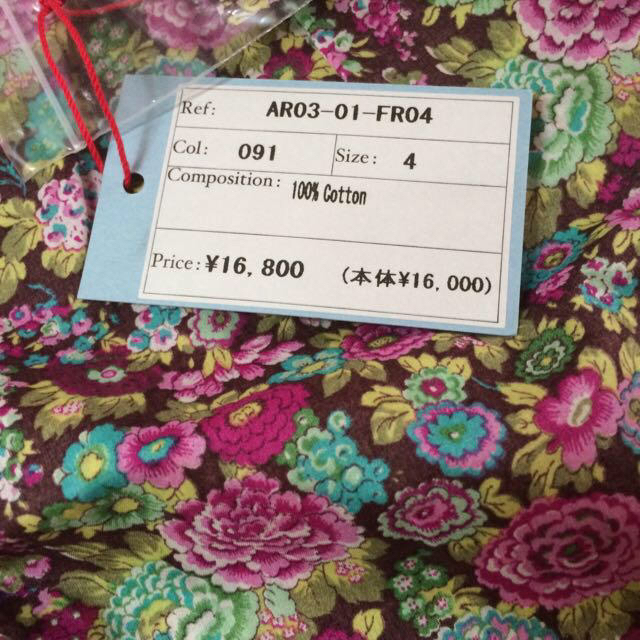 Ref: AR03-01-FR04
Col: 091 Size: 4
Composition: 100% Cotton
Price: ¥16,800 (本体¥16,000)